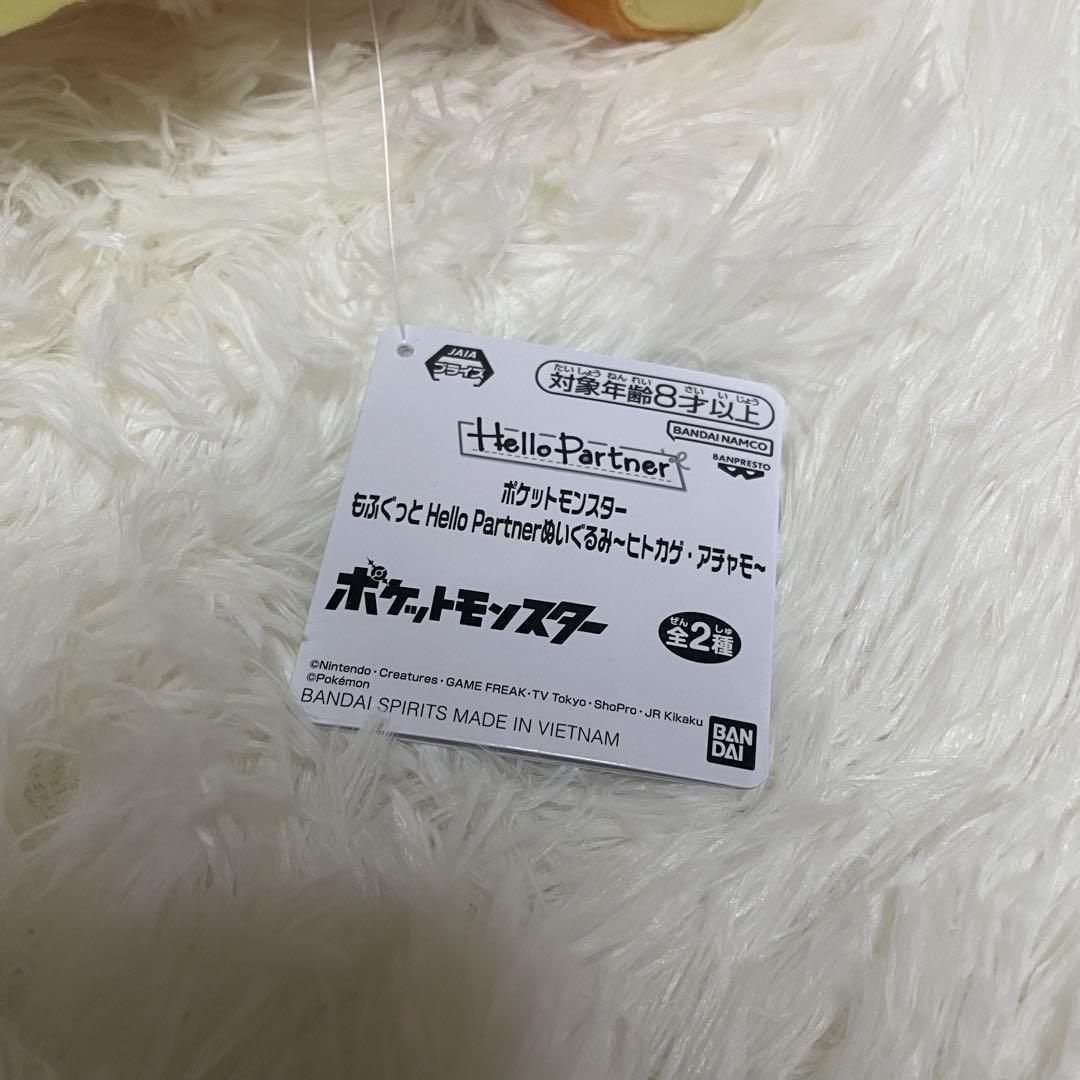 JAIA
プライズ
たいしょうねんれい さいいじょう
対象年齢8才以上
Hello Partner
BANDAI NAMCO
BANPRESTO
ポケットモンスター
もふぐっと Hello Partnerぬいぐるみ~ヒトカゲ・アチャモ~
ポケットモンスター
ぜん しゅ
全2種
©Nintendo・Creatures・GAME FREAK・TV Tokyo・ShoPro・JR Kikaku
©Pokémon
BANDAI SPIRITS MADE IN VIETNAM
BAN
DAI